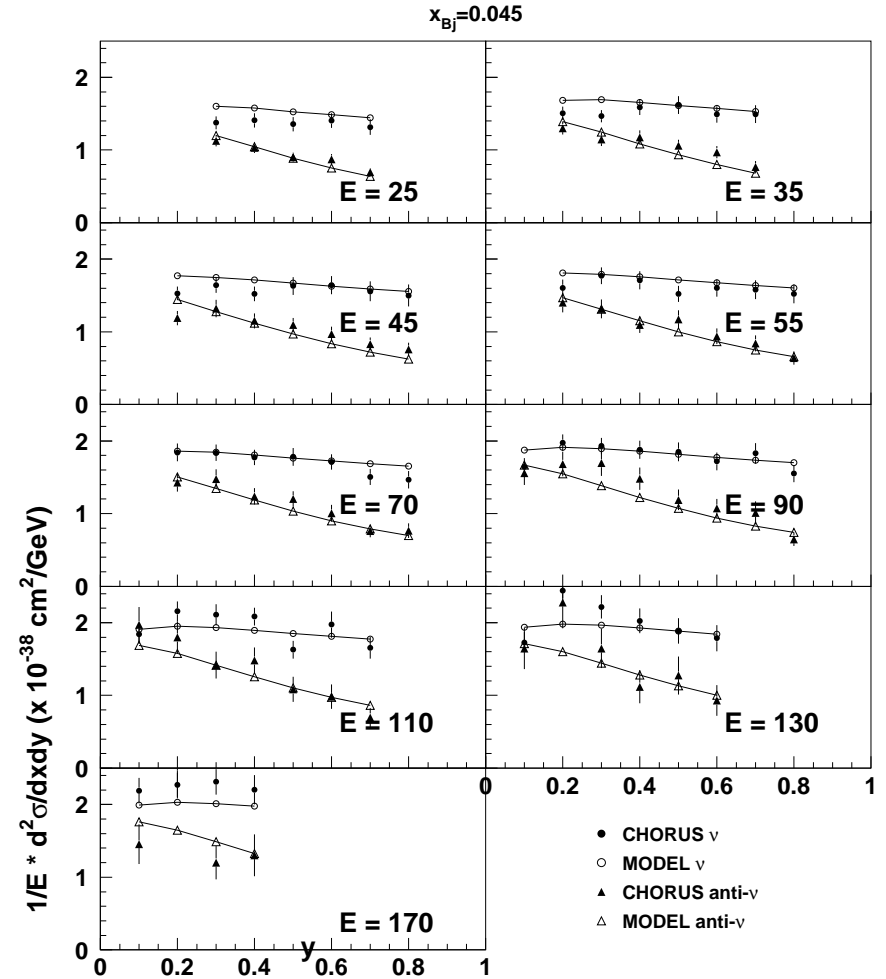 x_Bj=0.045
2
1
0
E = 25
E = 35
2
1
0
E = 45
E = 55
2
1
0
E = 70
E = 90
2
1
0
E = 110
E = 130
2
1
0
0 0.2 0.4 0.6 0.8 1
E = 170
0 0.2 0.4 0.6 0.8 1
y
1/E * d²σ/dxdy (x 10⁻³⁸ cm²/GeV)
CHORUS ν
MODEL ν
CHORUS anti-ν
MODEL anti-ν